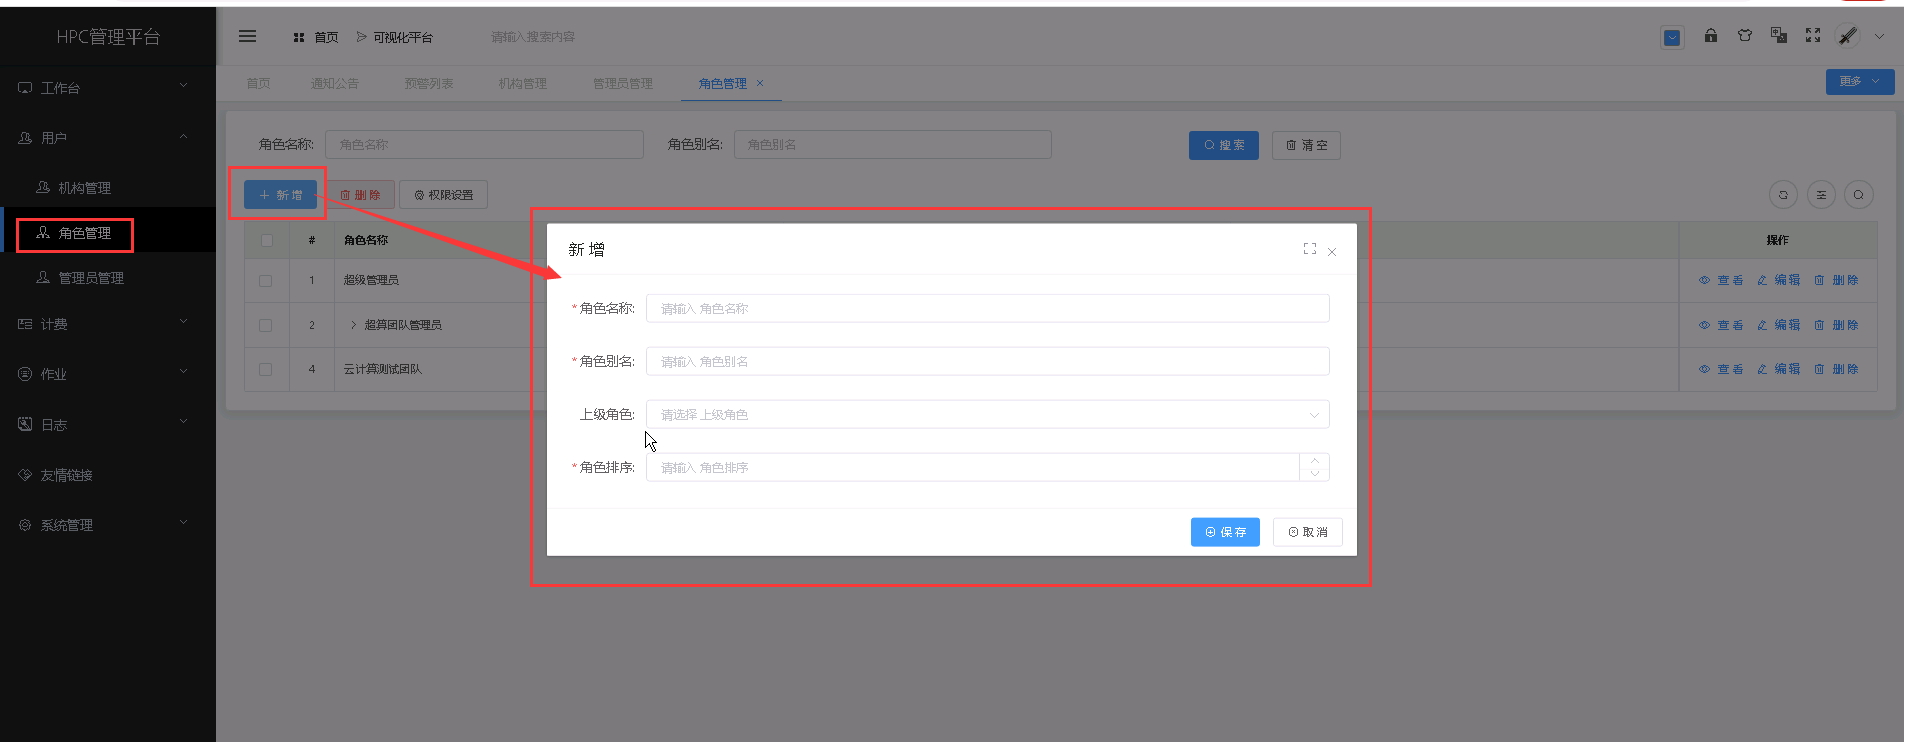 HPC管理平台
首页
可视化平台
请输入搜索内容
工作台
用户
机构管理
角色管理
管理员管理
计费
作业
日志
友情链接
系统管理
首页
通知公告
预警列表
机构管理
管理员管理
角色管理
更多
角色名称:
角色名称
角色别名:
角色别名
搜索
清空
新增
删除
权限设置
#
角色名称
操作
1
超级管理员
查看
编辑
删除
2
超算团队管理员
查看
编辑
删除
4
云计算测试团队
查看
编辑
删除
新增
*角色名称:
请输入 角色名称
*角色别名:
请输入 角色别名
上级角色:
请选择 上级角色
*角色排序:
请输入 角色排序
保存
取消